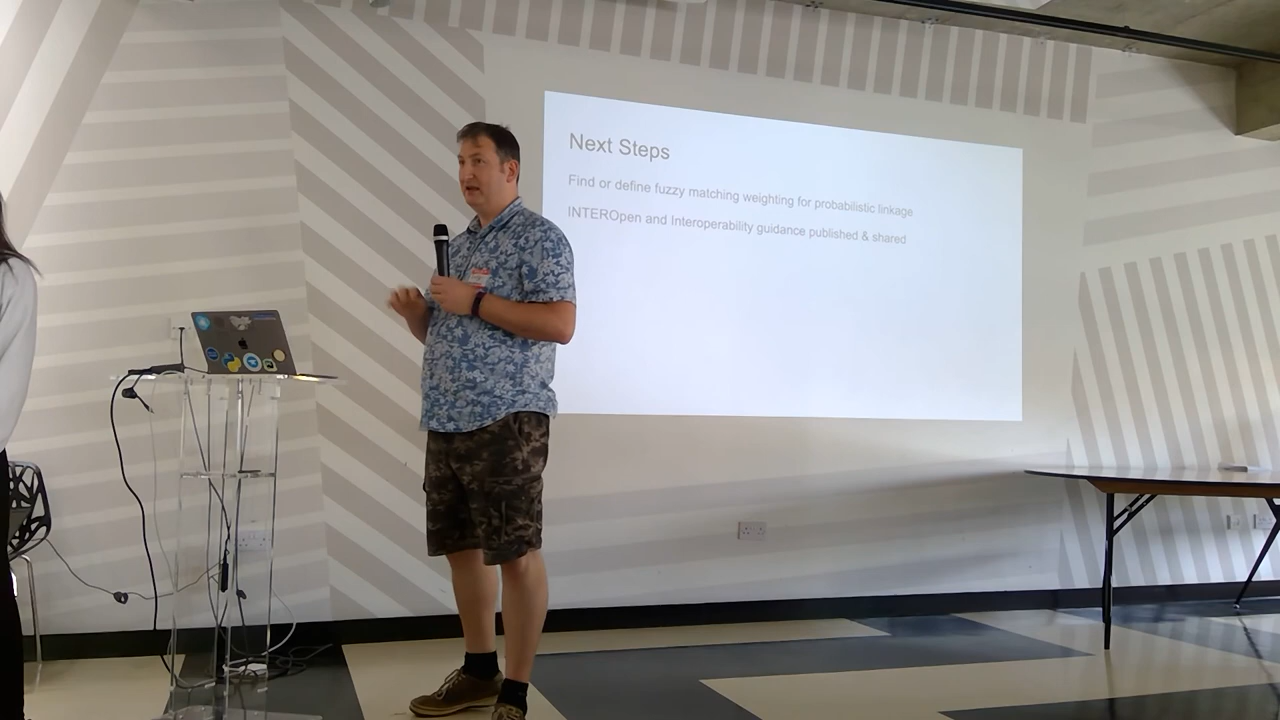 Next Steps
Find or define fuzzy matching weighting for probabilistic linkage
INTEROpen and Interoperability guidance published & shared